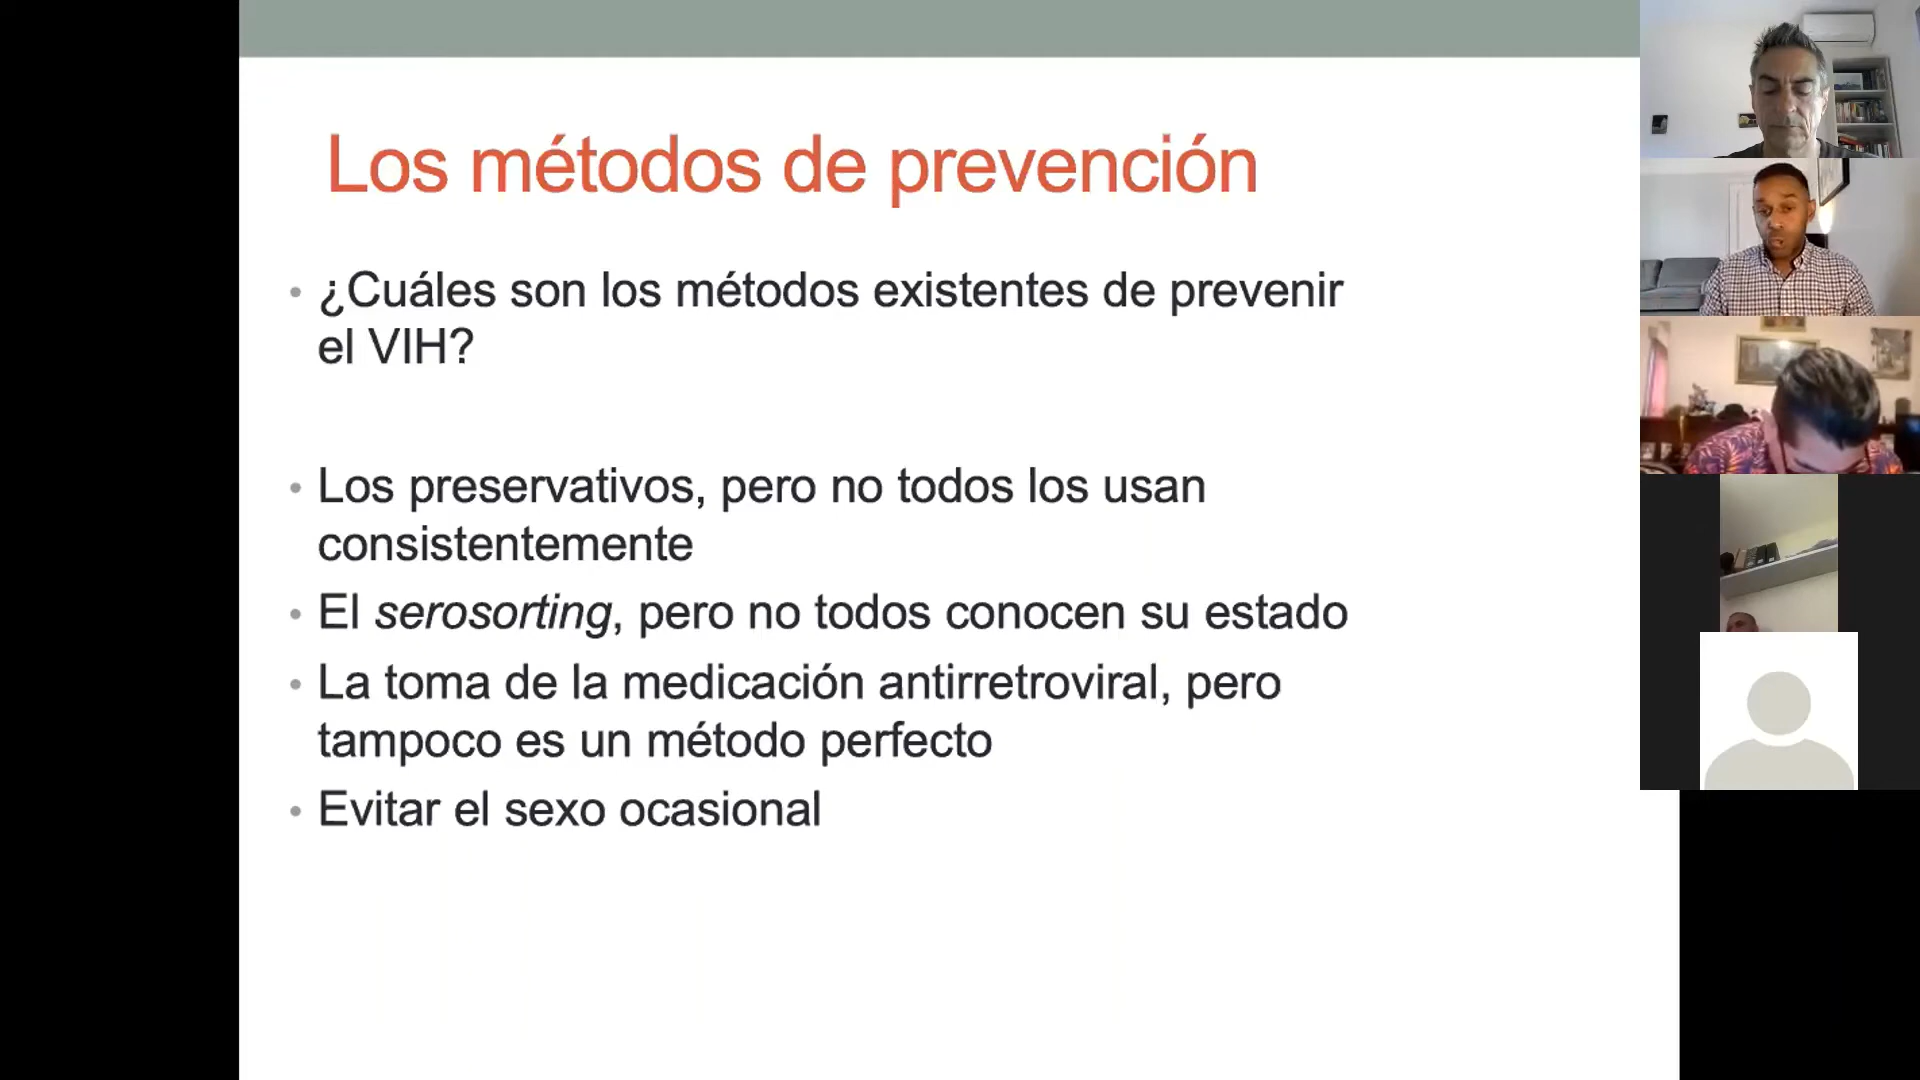 Los métodos de prevención
• ¿Cuáles son los métodos existentes de prevenir
el VIH?
• Los preservativos, pero no todos los usan
consistentemente
• El serosorting, pero no todos conocen su estado
• La toma de la medicación antirretroviral, pero
tampoco es un método perfecto
• Evitar el sexo ocasional